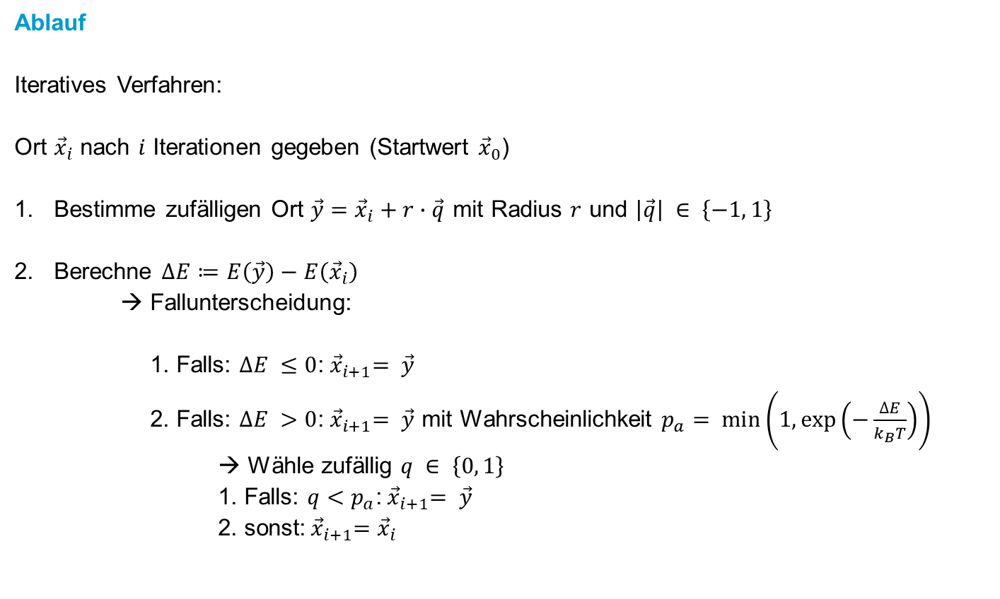 Ablauf
Iteratives Verfahren:
Ort \(\vec{x}_i\) nach \(i\) Iterationen gegeben (Startwert \(\vec{x}_0\))
1. Bestimme zufälligen Ort \(\vec{y} = \vec{x}_i + r \cdot \vec{q}\) mit Radius \(r\) und \(|\vec{q}| \in \{-1, 1\}\)
2. Berechne \(\Delta E := E(\vec{y}) - E(\vec{x}_i)\)
→ Fallunterscheidung:
1. Falls: \(\Delta E \leq 0\): \(\vec{x}_{i+1} = \vec{y}\)
2. Falls: \(\Delta E > 0\): \(\vec{x}_{i+1} = \vec{y}\) mit Wahrscheinlichkeit \(p_a = \min\left(1, \exp\left(-\frac{\Delta E}{k_B T}\right)\right)\)
→ Wähle zufällig \(q \in \{0, 1\}\)
1. Falls: \(q < p_a\): \(\vec{x}_{i+1} = \vec{y}\)
2. sonst: \(\vec{x}_{i+1} = \vec{x}_i\)